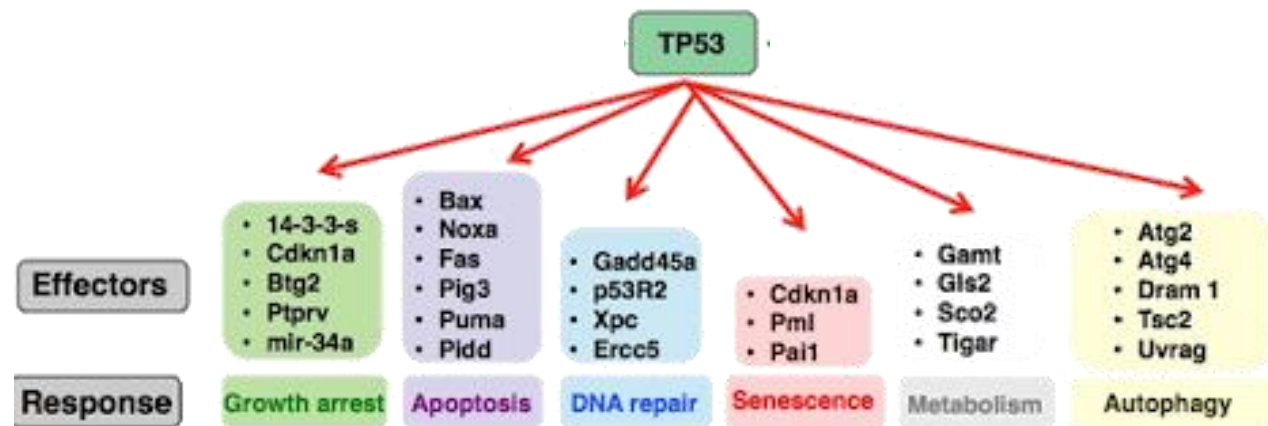 TP53
Effectors
• 14-3-3-s
• Cdkn1a
• Btg2
• Ptprv
• mir-34a
• Bax
• Noxa
• Fas
• Pig3
• Puma
• Pidd
• Gadd45a
• p53R2
• Xpc
• Ercc5
• Cdkn1a
• Pml
• Pai1
• Gamt
• Gls2
• Sco2
• Tigar
• Atg2
• Atg4
• Dram 1
• Tsc2
• Uvrag
Response
Growth arrest
Apoptosis
DNA repair
Senescence
Metabolism
Autophagy